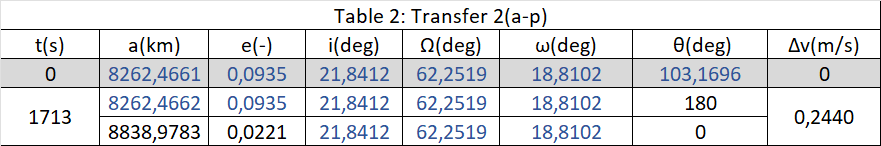 Table 2: Transfer 2(a-p)
t(s) a(km) e(-) i(deg) Ω(deg) ω(deg) θ(deg) Δv(m/s)
0 8262,4661 0,0935 21,8412 62,2519 18,8102 103,1696 0
1713 8262,4662 0,0935 21,8412 62,2519 18,8102 180 0,2440
8838,9783 0,0221 21,8412 62,2519 18,8102 0